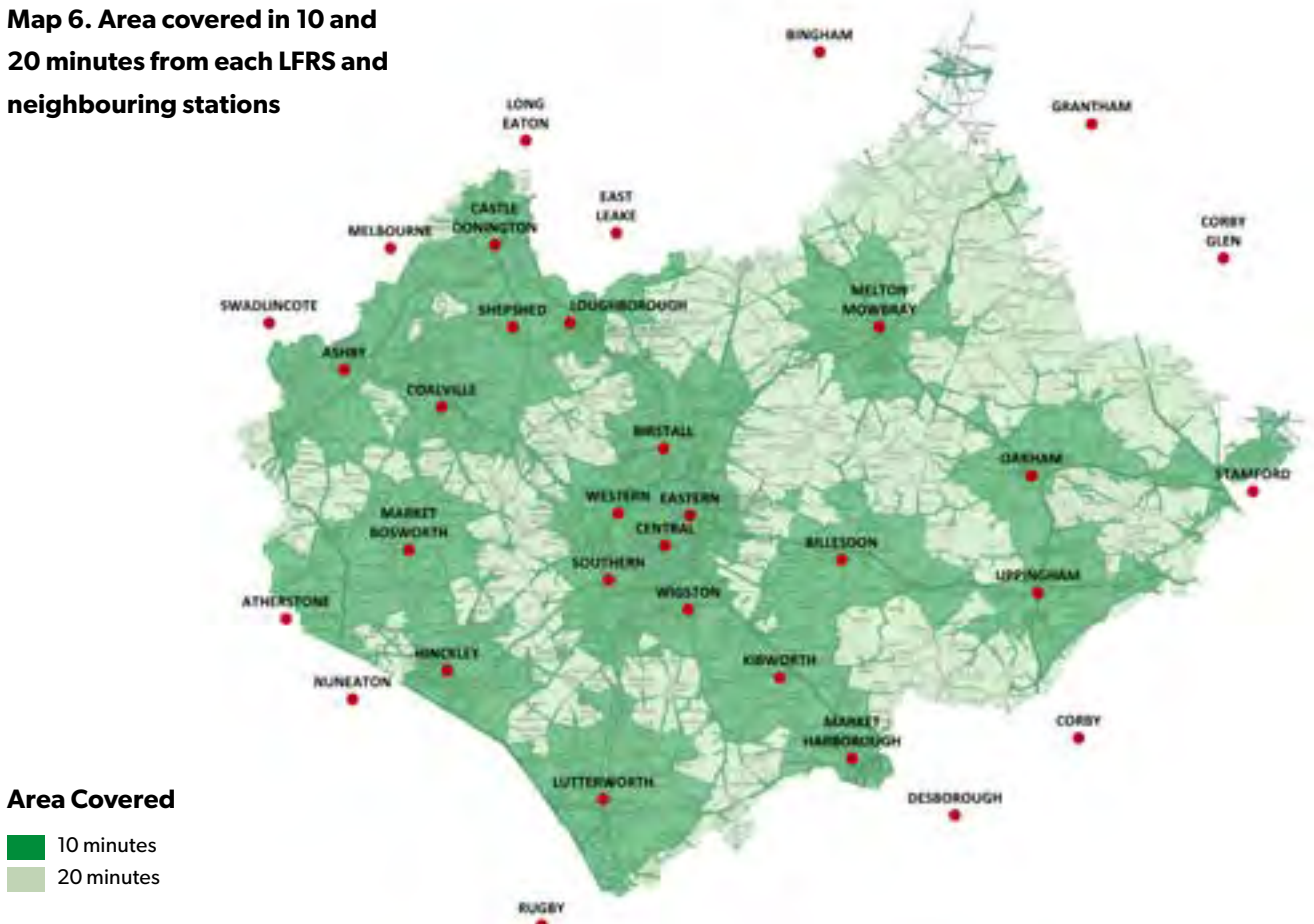 Map 6. Area covered in 10 and
20 minutes from each LFRS and
neighbouring stations
BINGHAM
GRANTHAM
LONG
EATON
EAST
LEAKE
CASTLE
DONINGTON
MELBOURNE
CORBY
GLEN
SWADLINCOTE
SHEPSHED
LOUGHBOROUGH
MELTON
MOWBRAY
ASHBY
COALVILLE
BIRSTALL
OAKHAM
STAMFORD
WESTERN
EASTERN
MARKET
BOSWORTH
CENTRAL
BILLESDON
SOUTHERN
UPPINGHAM
WIGSTON
ATHERSTONE
HINCKLEY
KIBWORTH
NUNEATON
MARKET
HARBOROUGH
CORBY
LUTTERWORTH
DESBOROUGH
Area Covered
10 minutes
20 minutes
RUGBY